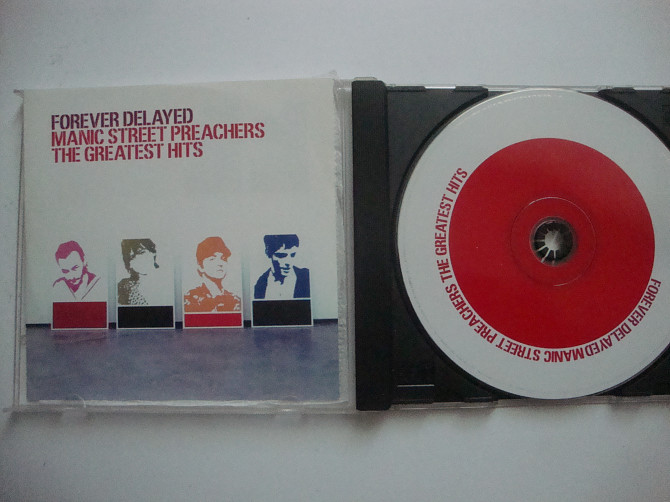 FOREVER DELAYED
MANIC STREET PREACHERS
THE GREATEST HITS
FOREVER DELAYED MANIC STREET PREACHERS THE GREATEST HITS